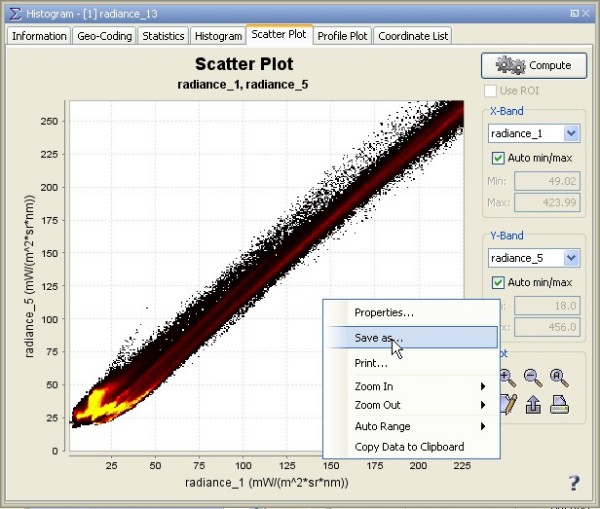 Σ Histogram - [1] radiance_13
Information Geo-Coding Statistics Histogram Scatter Plot Profile Plot Coordinate List
Scatter Plot
radiance_1, radiance_5
Compute
Use ROI
X-Band
radiance_1
Auto min/max
Min: 49.02
Max: 423.99
Y-Band
radiance_5
Auto min/max
18.0
456.0
250
225
200
175
150
125
100
75
50
25
0
radiance_5 (mW/(m^2*sr*nm))
25 50 75 100 125 150 175 200 225
radiance_1 (mW/(m^2*sr*nm))
Properties...
Save as...
Print...
Zoom In
Zoom Out
Auto Range
Copy Data to Clipboard
?